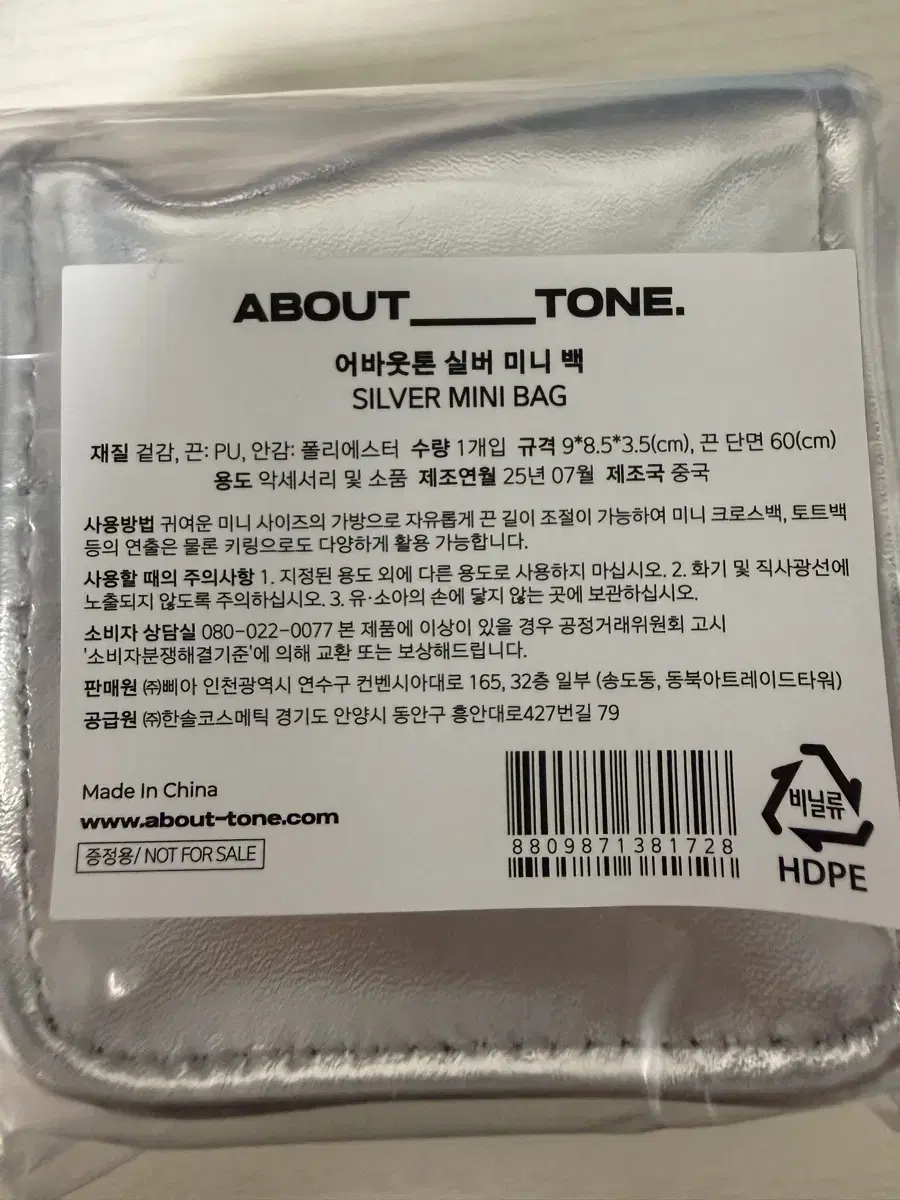 ABOUT_____TONE.
어바웃톤 실버 미니 백
SILVER MINI BAG
재질 겉감, 끈: PU, 안감: 폴리에스터 수량 1개입 규격 9*8.5*3.5(cm), 끈 단면 60(cm)
용도 악세서리 및 소품 제조연월 25년 07월 제조국 중국
사용방법 귀여운 미니 사이즈의 가방으로 자유롭게 끈 길이 조절이 가능하여 미니 크로스백, 토트백
등의 연출은 물론 키링으로도 다양하게 활용 가능합니다.
사용할 때의 주의사항 1. 지정된 용도 외에 다른 용도로 사용하지 마십시오. 2. 화기 및 직사광선에
노출되지 않도록 주의하십시오. 3. 유·소아의 손에 닿지 않는 곳에 보관하십시오.
소비자 상담실 080-022-0077 본 제품에 이상이 있을 경우 공정거래위원회 고시
'소비자분쟁해결기준'에 의해 교환 또는 보상해드립니다.
판매원 ㈜삐아 인천광역시 연수구 컨벤시아대로 165, 32층 일부 (송도동, 동북아트레이드타워)
공급원 ㈜한솔코스메틱 경기도 안양시 동안구 흥안대로427번길 79
Made In China
www.about-tone.com
증정용/ NOT FOR SALE
8809871381728
비닐류
HDPE